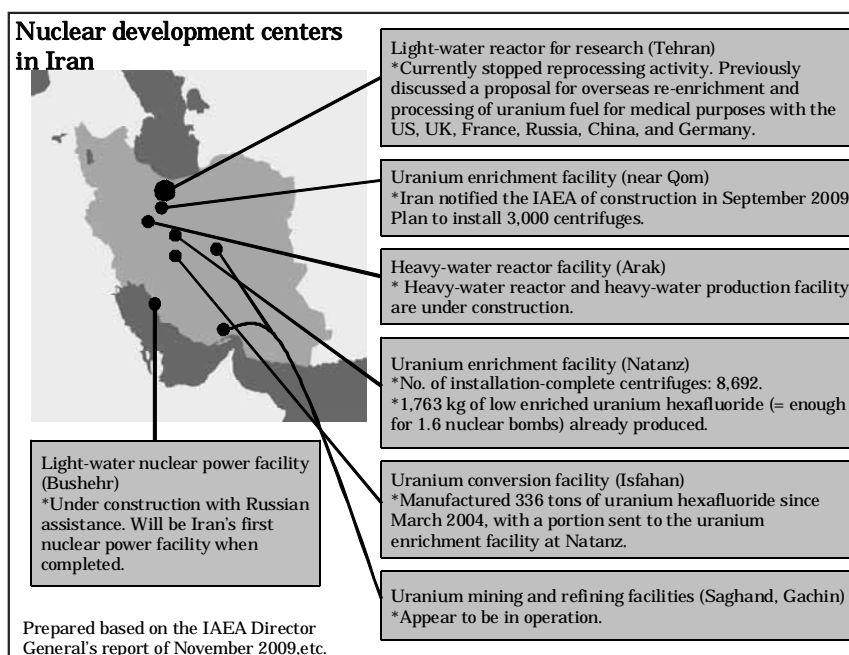 Nuclear development centers
in Iran
Light-water reactor for research (Tehran)
*Currently stopped reprocessing activity. Previously
discussed a proposal for overseas re-enrichment and
processing of uranium fuel for medical purposes with the
US, UK, France, Russia, China, and Germany.
Uranium enrichment facility (near Qom)
*Iran notified the IAEA of construction in September 2009
Plan to install 3,000 centrifuges.
Heavy-water reactor facility (Arak)
* Heavy-water reactor and heavy-water production facility
are under construction.
Uranium enrichment facility (Natanz)
*No. of installation-complete centrifuges: 8,692.
*1,763 kg of low enriched uranium hexafluoride (= enough
for 1.6 nuclear bombs) already produced.
Uranium conversion facility (Isfahan)
*Manufactured 336 tons of uranium hexafluoride since
March 2004, with a portion sent to the uranium
enrichment facility at Natanz.
Uranium mining and refining facilities (Saghand, Gachin)
*Appear to be in operation.
Light-water nuclear power facility
(Bushehr)
*Under construction with Russian
assistance. Will be Iran's first
nuclear power facility when
completed.
Prepared based on the IAEA Director
General's report of November 2009,etc.